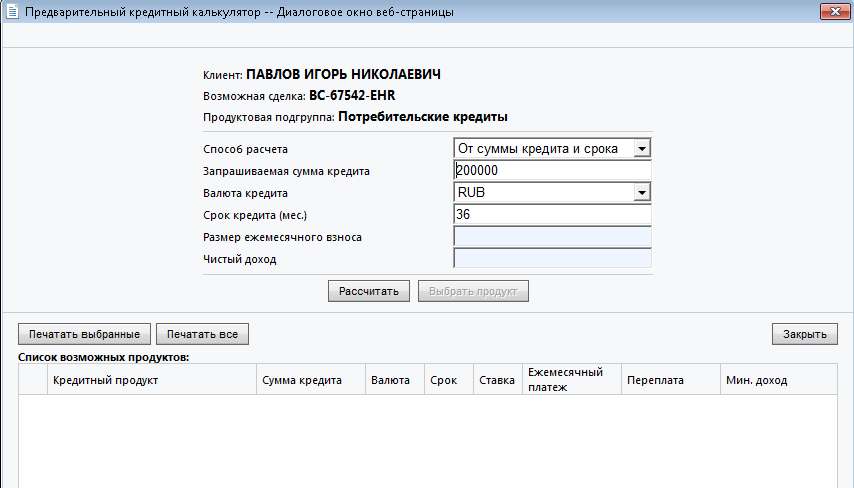 Предварительный кредитный калькулятор -- Диалоговое окно веб-страницы
Клиент: ПАВЛОВ ИГОРЬ НИКОЛАЕВИЧ
Возможная сделка: BC-67542-EHR
Продуктовая подгруппа: Потребительские кредиты
Способ расчета От суммы кредита и срока
Запрашиваемая сумма кредита 200000
Валюта кредита RUB
Срок кредита (мес.) 36
Размер ежемесячного взноса
Чистый доход
Рассчитать Выбрать продукт
Печатать выбранные Печатать все Закрыть
Список возможных продуктов:
Кредитный продукт Сумма кредита Валюта Срок Ставка Ежемесячный платеж Переплата Мин. доход